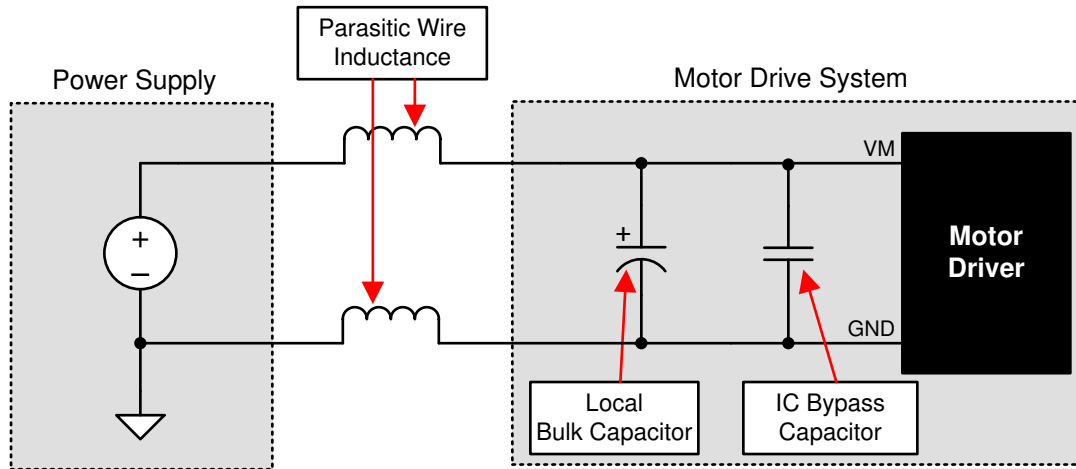 Parasitic Wire
Inductance
Power Supply
Motor Drive System
VM
+
–
+
Motor
Driver
GND
Local
Bulk Capacitor
IC Bypass
Capacitor